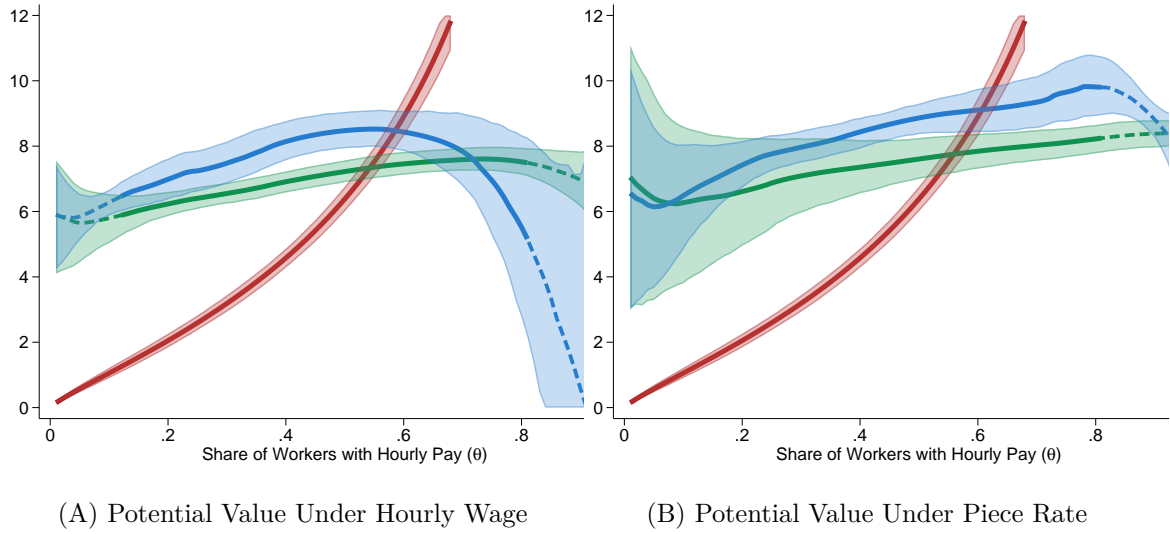 12
10
8
6
4
2
0
0 .2 .4 .6 .8
Share of Workers with Hourly Pay (θ)
(A) Potential Value Under Hourly Wage
12
10
8
6
4
2
0
0 .2 .4 .6 .8
Share of Workers with Hourly Pay (θ)
(B) Potential Value Under Piece Rate